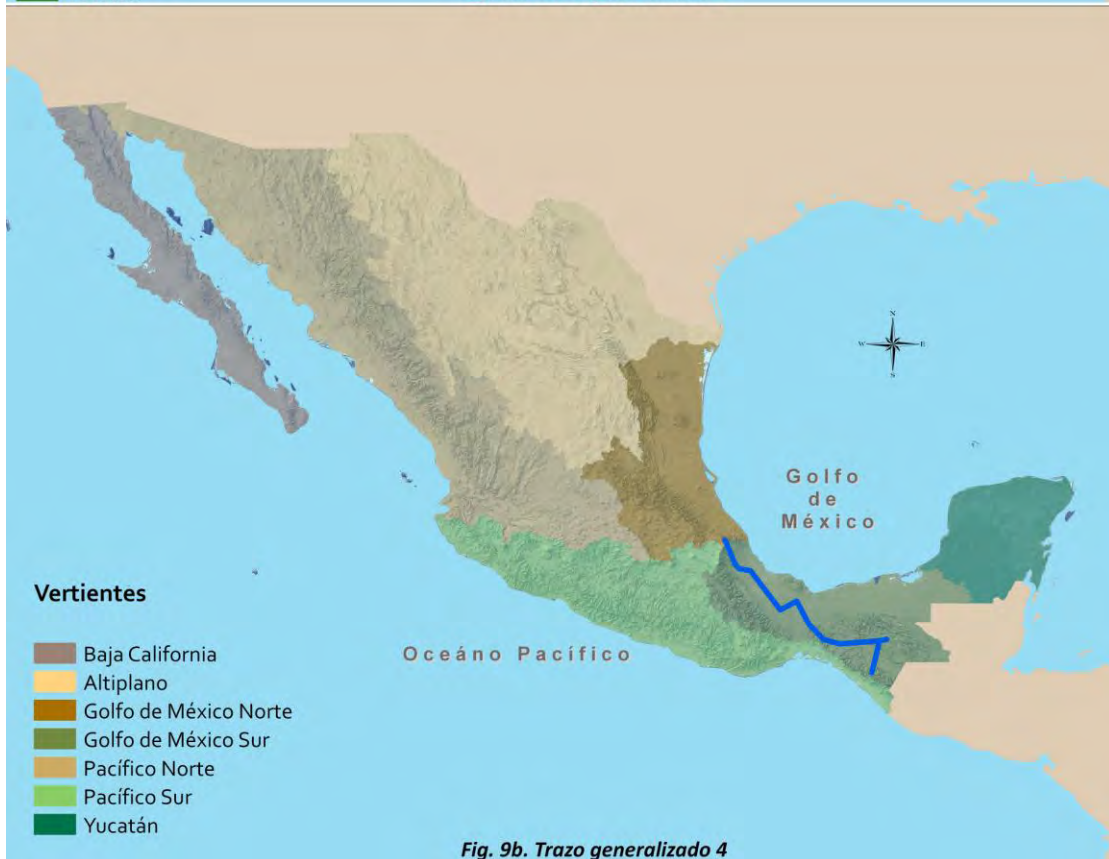 N
W E
S
Golfo
de
México
Vertientes
Baja California
Oceáno Pacífico
Altiplano
Golfo de México Norte
Golfo de México Sur
Pacífico Norte
Pacífico Sur
Yucatán
Fig. 9b. Trazo generalizado 4